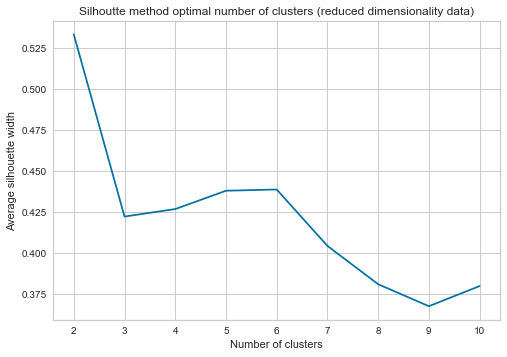 Silhoutte method optimal number of clusters (reduced dimensionality data)
Average silhouette width
0.525
0.500
0.475
0.450
0.425
0.400
0.375
2 3 4 5 6 7 8 9 10
Number of clusters